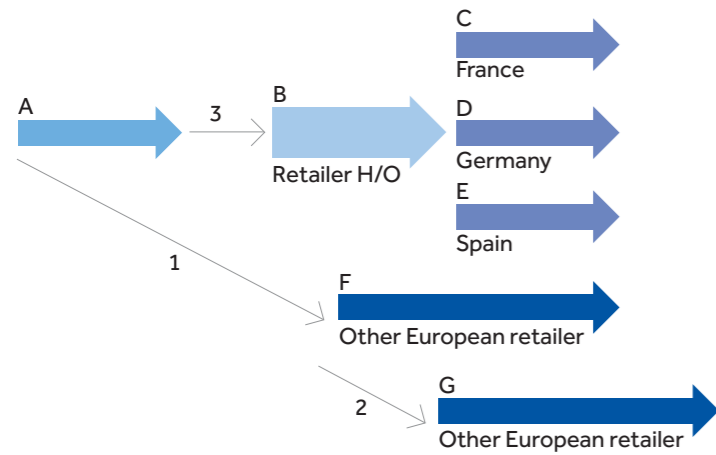 C
France
A
3
B
Retailer H/O
D
Germany
E
Spain
1
F
Other European retailer
2
G
Other European retailer